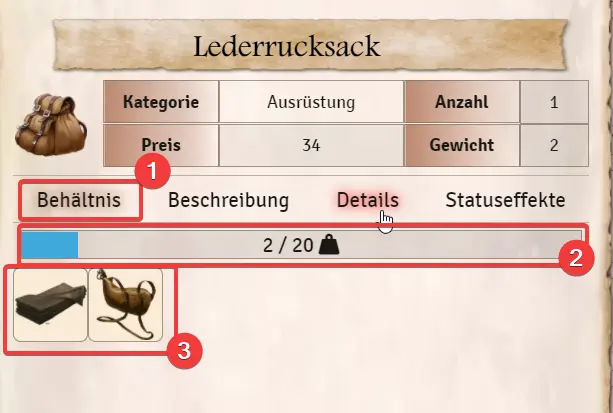 Lederrucksack
Kategorie Ausrüstung Anzahl 1
Preis 34 Gewicht 2
1
Behältnis Beschreibung Details Statuseffekte
2 / 20
2
3